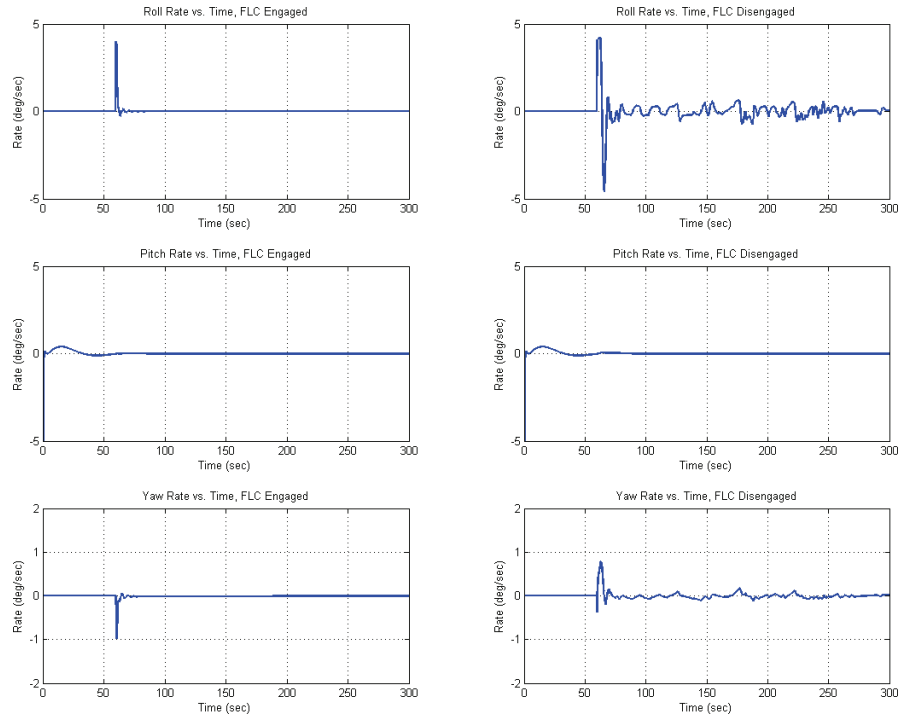 Roll Rate vs. Time, FLC Engaged
5
0
-5
Rate (deg/sec)
0 50 100 150 200 250 300
Time (sec)
Roll Rate vs. Time, FLC Disengaged
5
0
-5
Rate (deg/sec)
0 50 100 150 200 250 300
Time (sec)
Pitch Rate vs. Time, FLC Engaged
5
0
-5
Rate (deg/sec)
0 50 100 150 200 250 300
Time (sec)
Pitch Rate vs. Time, FLC Disengaged
5
0
-5
Rate (deg/sec)
0 50 100 150 200 250 300
Time (sec)
Yaw Rate vs. Time, FLC Engaged
2
1
0
-1
-2
Rate (deg/sec)
0 50 100 150 200 250 300
Time (sec)
Yaw Rate vs. Time, FLC Disengaged
2
1
0
-1
-2
Rate (deg/sec)
0 50 100 150 200 250 300
Time (sec)